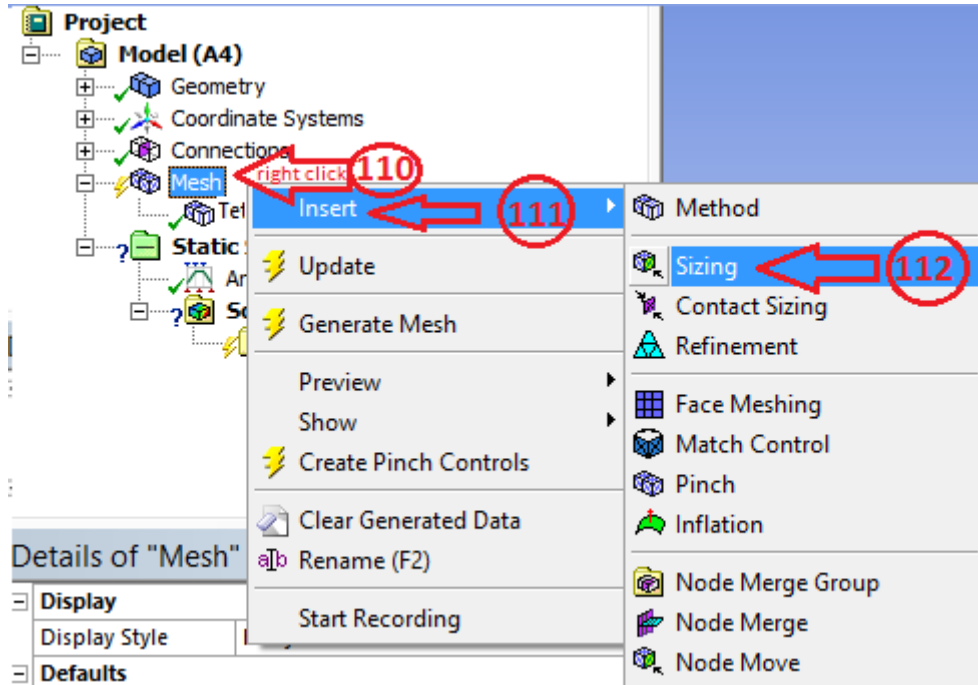 Project
Model (A4)
Geometry
Coordinate Systems
Connections
Mesh
right click
110
Tet
Insert
111
Method
Static
Update
Sizing
112
Contact Sizing
Generate Mesh
Refinement
Preview
Show
Face Meshing
Match Control
Create Pinch Controls
Pinch
Clear Generated Data
Inflation
Details of "Mesh"
Rename (F2)
Node Merge Group
Display
Start Recording
Node Merge
Display Style
Node Move
Defaults